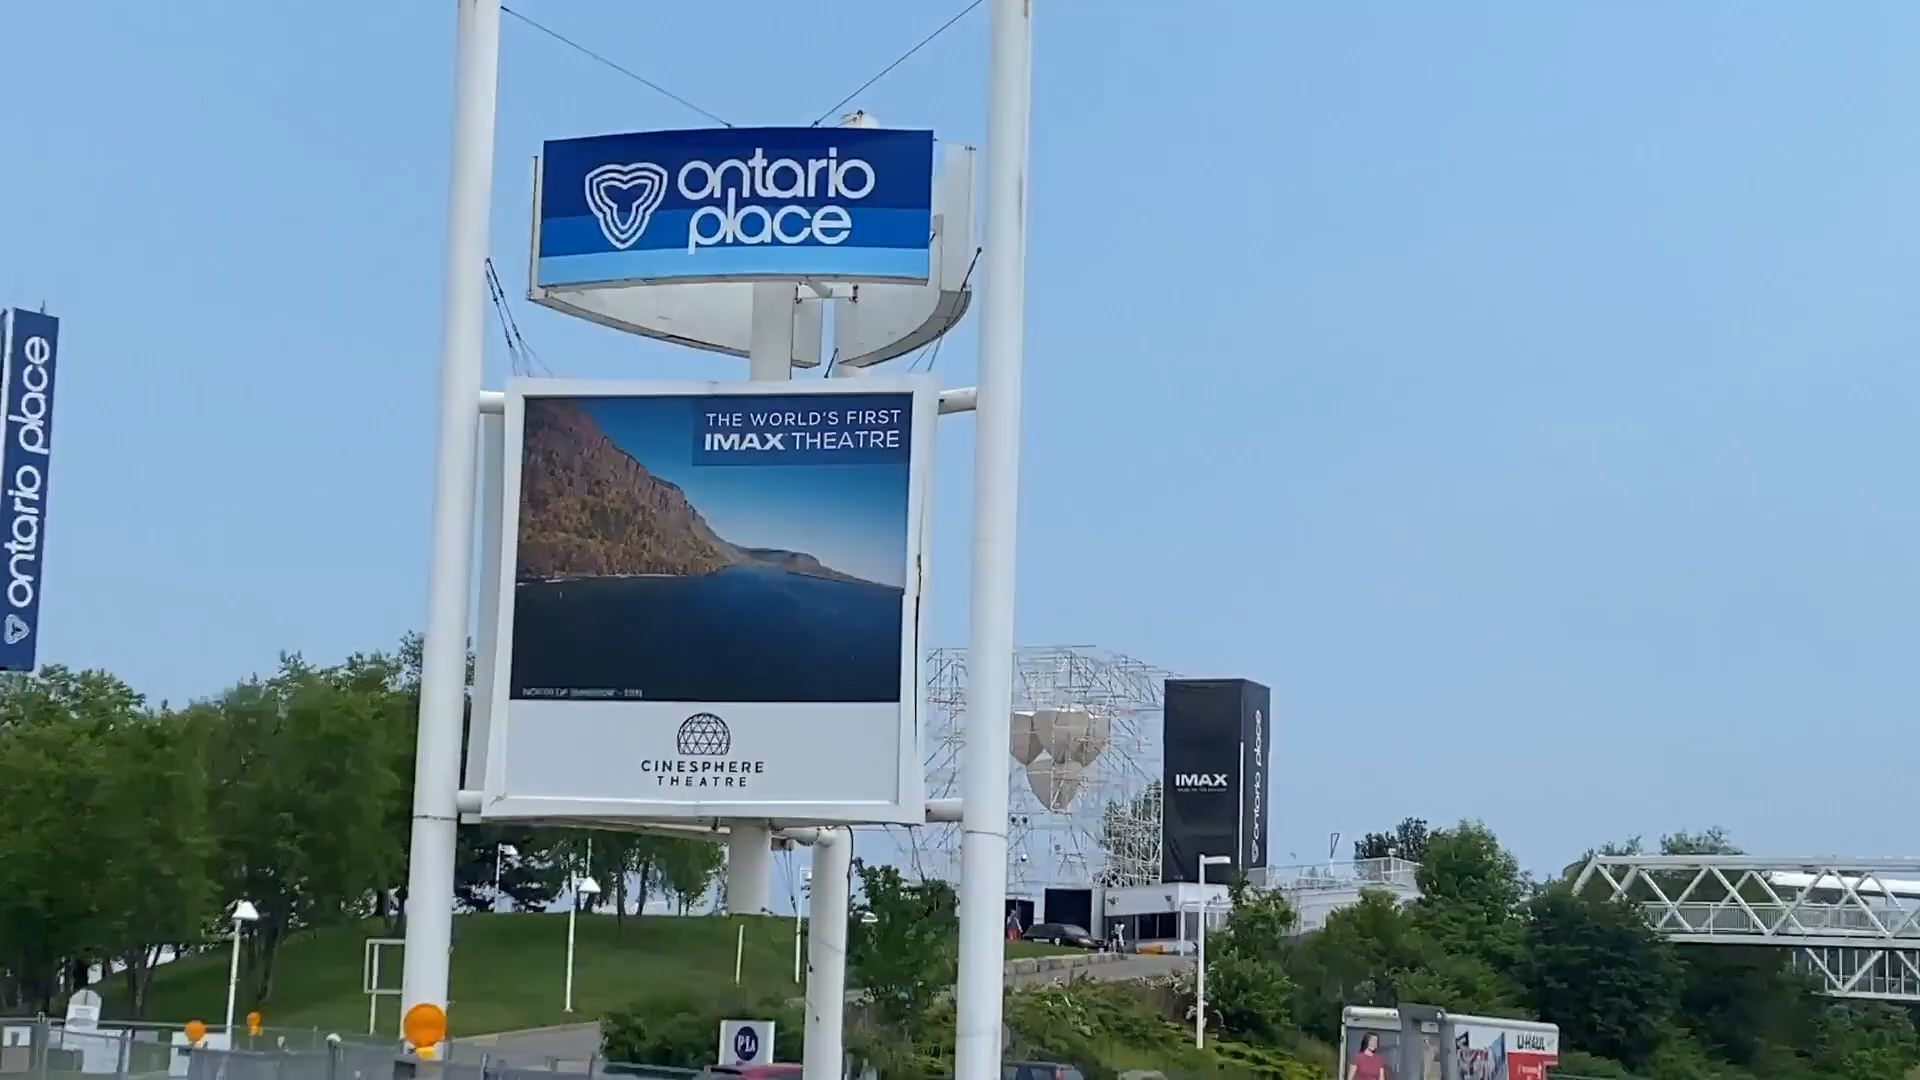 ontario
place
ontario place
THE WORLD'S FIRST
IMAX THEATRE
CINESPHERE
THEATRE
IMAX
ontario place
U-HAUL